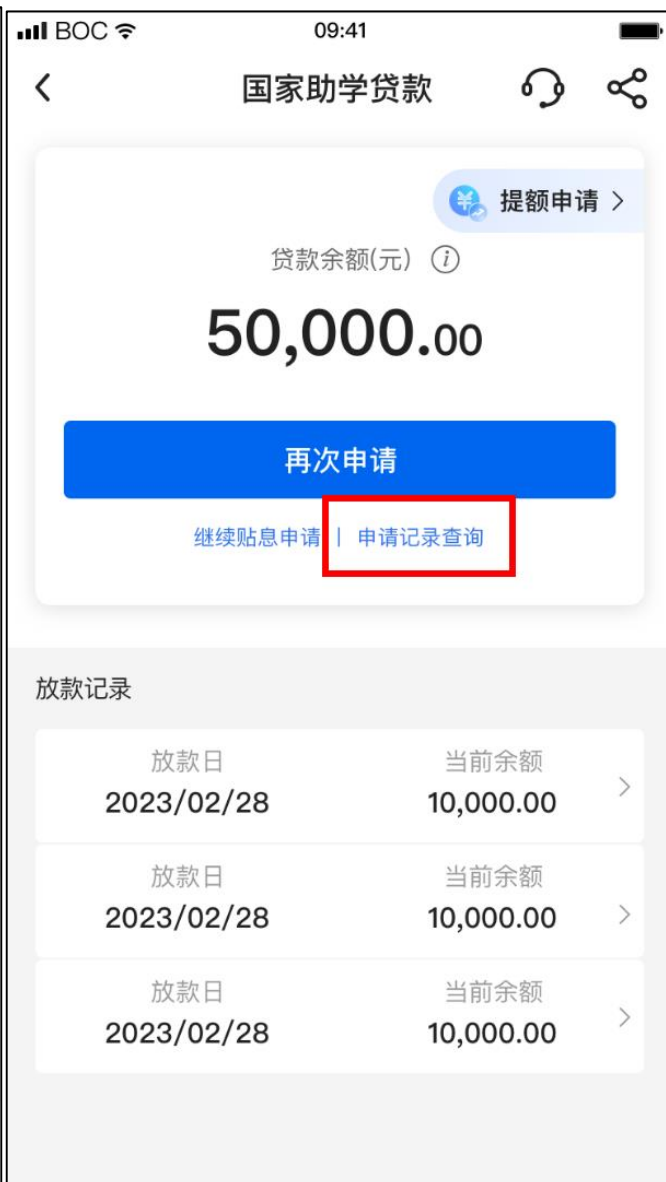 BOC 09:41
国家助学贷款
提额申请
贷款余额(元)
50,000.00
再次申请
继续贴息申请 | 申请记录查询
放款记录
放款日 当前余额
2023/02/28 10,000.00
放款日 当前余额
2023/02/28 10,000.00
放款日 当前余额
2023/02/28 10,000.00